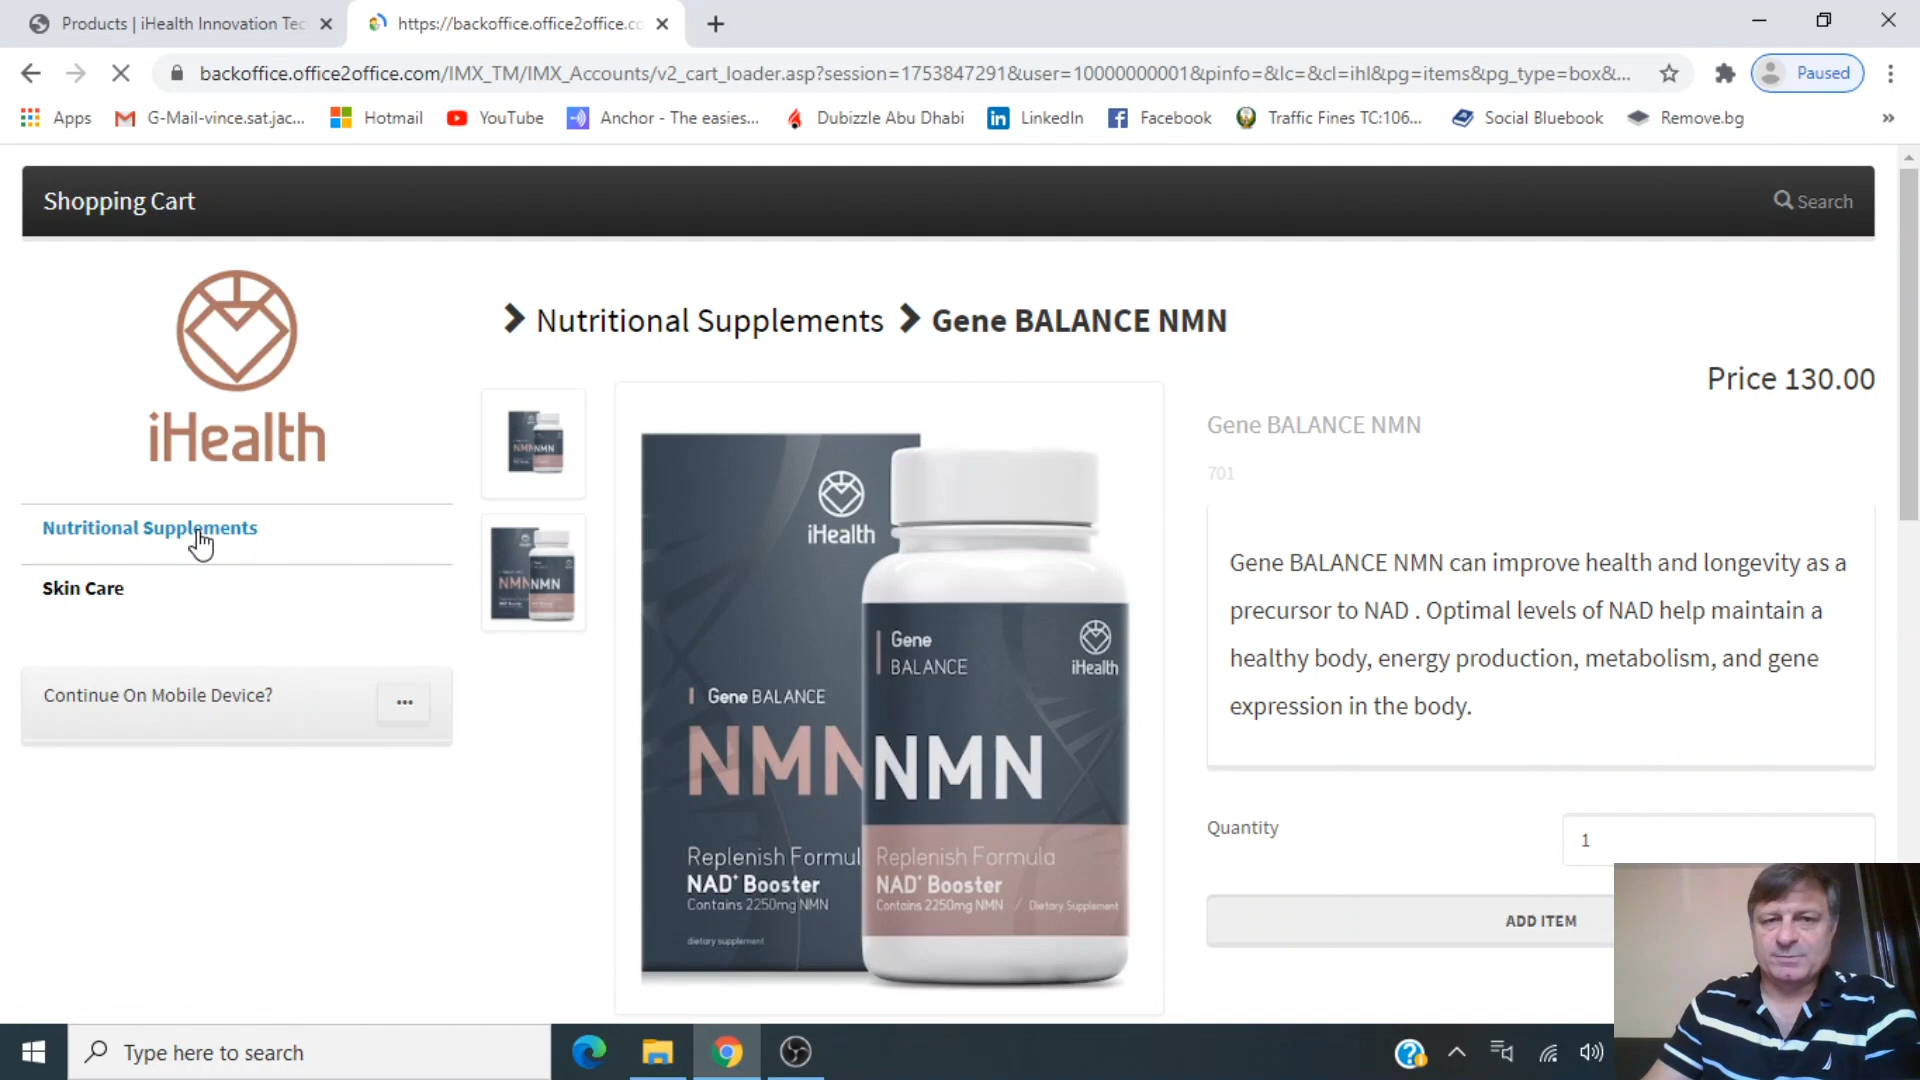 Products | iHealth Innovation Tec
https://backoffice.office2office.co
backoffice.office2office.com/IMX_TM/IMX_Accounts/v2_cart_loader.asp?session=1753847291&user=10000000001&pinfo=&lc=&cl=ihl&pg=items&pg_type=box&...
Paused
Apps
G-Mail-vince.sat.jac...
Hotmail
YouTube
Anchor - The easies...
Dubizzle Abu Dhabi
LinkedIn
Facebook
Traffic Fines TC:106...
Social Bluebook
Remove.bg
»
Shopping Cart
Search
iHealth
Nutritional Supplements
Skin Care
Continue On Mobile Device?
...
Nutritional Supplements
Gene BALANCE NMN
Price 130.00
iHealth
Gene BALANCE
NMN
Replenish Formul
NAD+ Booster
Contains 2250mg NMN
dietary supplement
Gene
BALANCE
iHealth
NMN
Replenish Formula
NAD+ Booster
Contains 2250mg NMN / Dietary Supplement
Gene BALANCE NMN
701
Gene BALANCE NMN can improve health and longevity as a
precursor to NAD . Optimal levels of NAD help maintain a
healthy body, energy production, metabolism, and gene
expression in the body.
Quantity
1
ADD ITEM
Type here to search